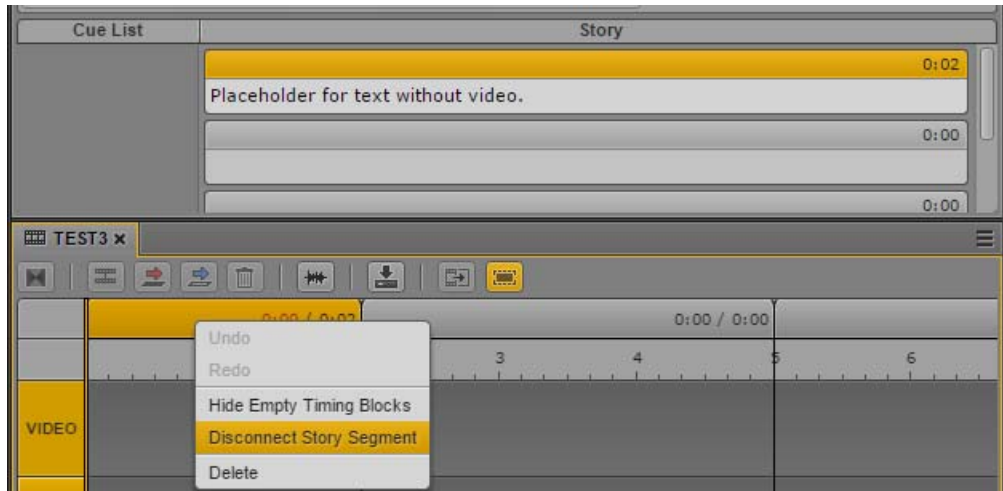 Cue List Story
0:02
Placeholder for text without video.
0:00
0:00
TEST3 x
0:00 / 0:02 0:00 / 0:00
3 4 5 6
VIDEO
Undo
Redo
Hide Empty Timing Blocks
Disconnect Story Segment
Delete